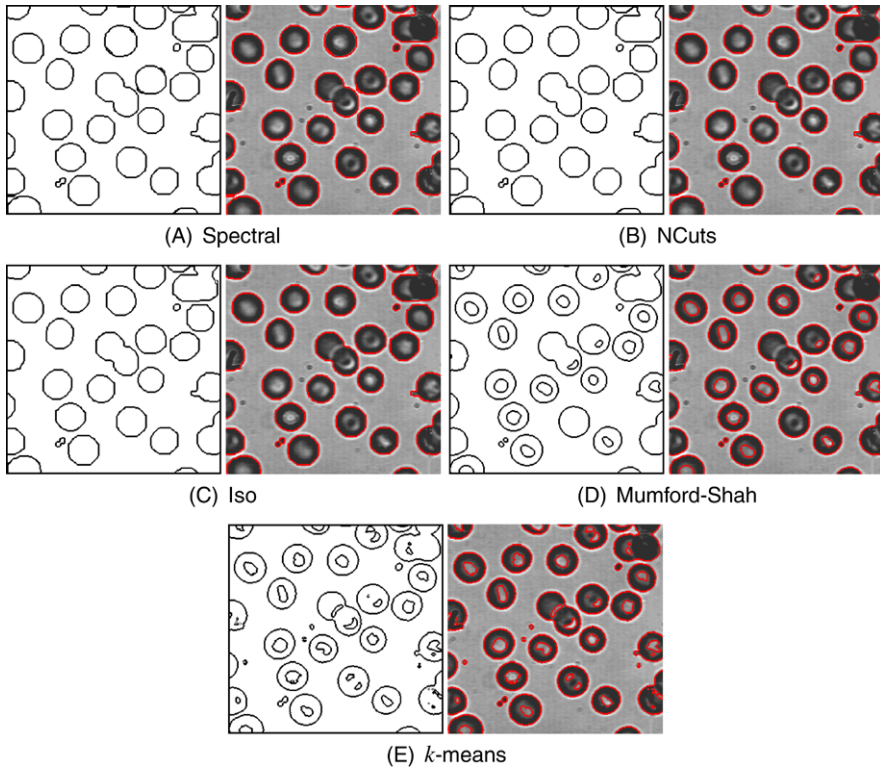 (A) Spectral
(B) NCuts
(C) Iso
(D) Mumford-Shah
(E) k-means